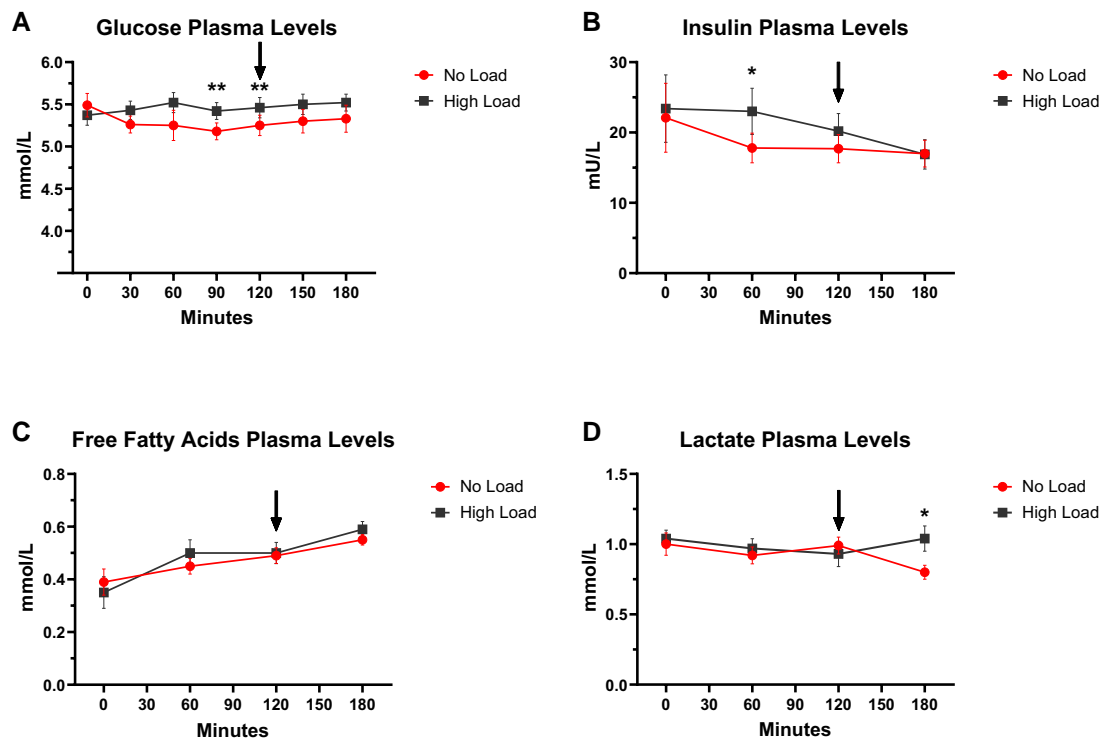 A
Glucose Plasma Levels
6.0
5.5
5.0
4.5
4.0
mmol/L
** **
0 30 60 90 120 150 180
Minutes
No Load
High Load
B
Insulin Plasma Levels
30
20
10
0
mU/L
*
0 30 60 90 120 150 180
Minutes
No Load
High Load
C
Free Fatty Acids Plasma Levels
0.8
0.6
0.4
0.2
0.0
mmol/L
0 30 60 90 120 150 180
Minutes
No Load
High Load
D
Lactate Plasma Levels
1.5
1.0
0.5
0.0
mmol/L
*
0 30 60 90 120 150 180
Minutes
No Load
High Load